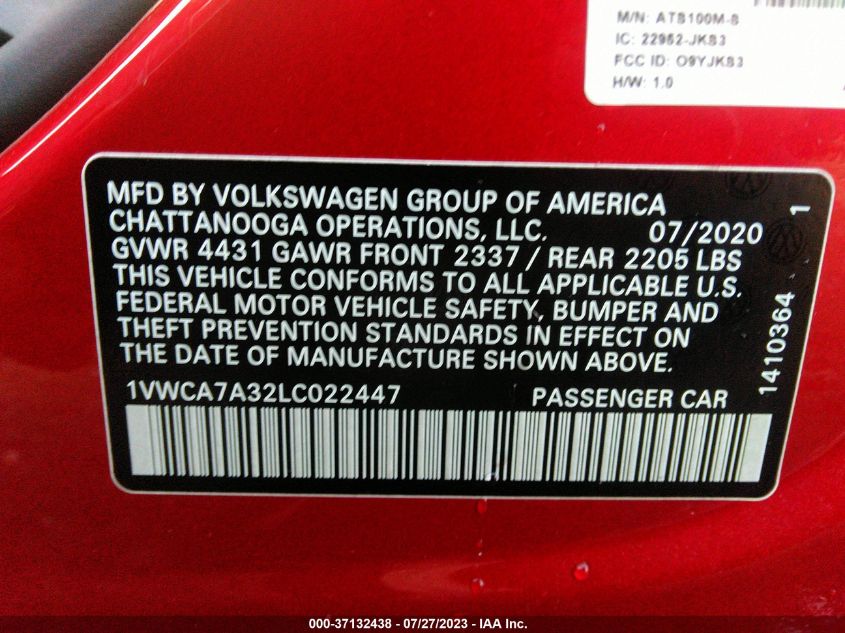 M/N: ATB100M-8
IC: 22952-JKB3
FCC ID: O9YJKB3
H/W: 1.0
MFD BY VOLKSWAGEN GROUP OF AMERICA
CHATTANOOGA OPERATIONS, LLC. 07/2020
GVWR 4431 GAWR FRONT 2337 / REAR 2205 LBS
THIS VEHICLE CONFORMS TO ALL APPLICABLE U.S.
FEDERAL MOTOR VEHICLE SAFETY, BUMPER AND
THEFT PREVENTION STANDARDS IN EFFECT ON
THE DATE OF MANUFACTURE SHOWN ABOVE.
1VWCA7A32LC022447 PASSENGER CAR
1410364 1
000-37132438 - 07/27/2023 - IAA Inc.